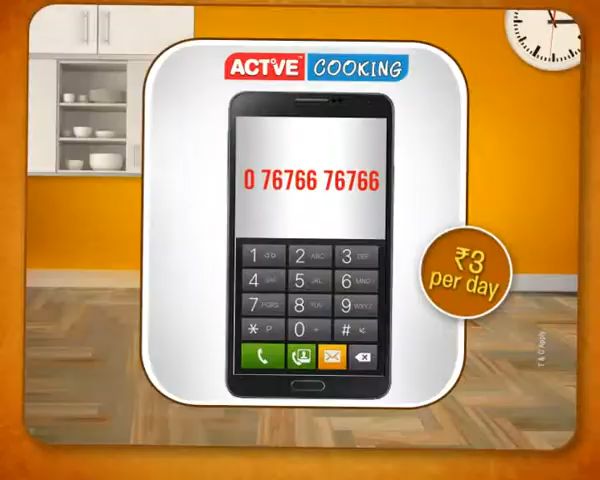 ACTVE™ COOKING
0 76766 76766
1
2 ABC
3 DEF
4 GHI
5 JKL
6 MNO
7 PQRS
8 TUV
9 WXYZ
* P
0 +
#
₹3
per day
T & C Apply